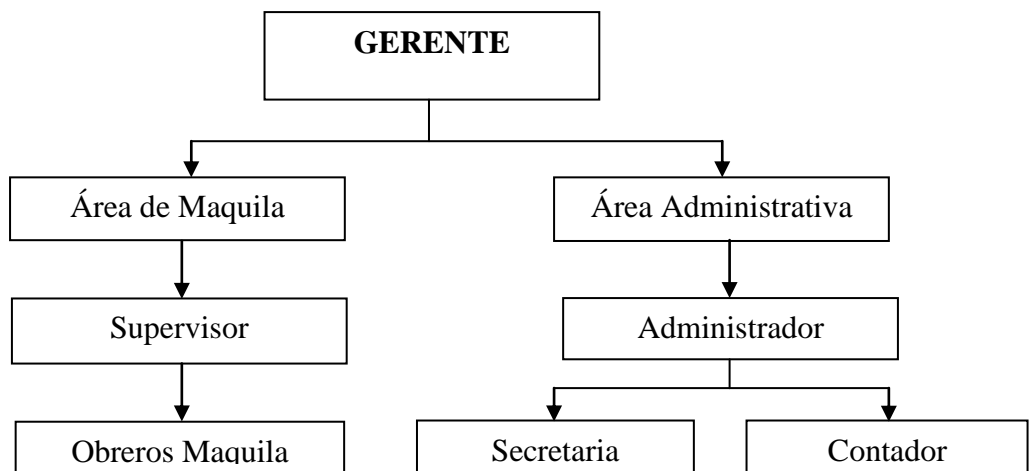 GERENTE
Área de Maquila
Área Administrativa
Supervisor
Administrador
Obreros Maquila
Secretaria
Contador